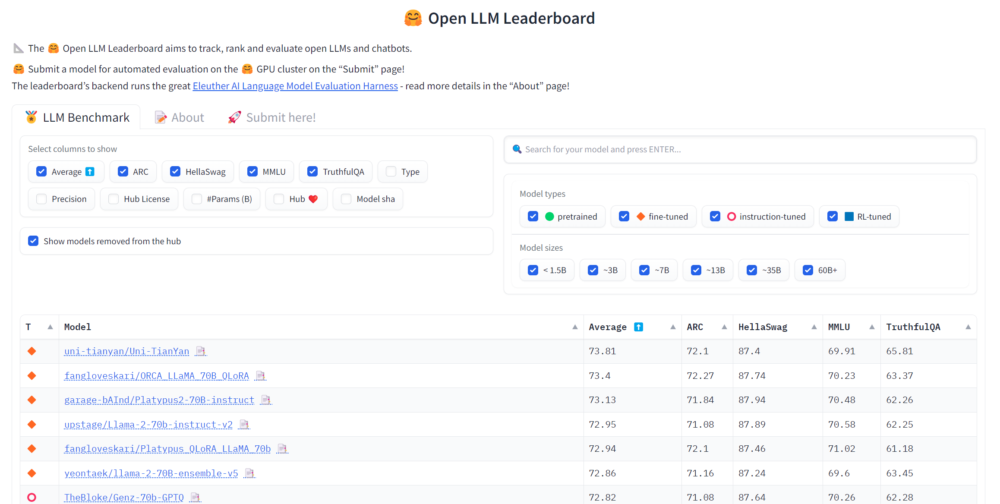 🤗 Open LLM Leaderboard
📐 The 🤗 Open LLM Leaderboard aims to track, rank and evaluate open LLMs and chatbots.
🤗 Submit a model for automated evaluation on the 🤗 GPU cluster on the “Submit” page!
The leaderboard’s backend runs the great Eleuther AI Language Model Evaluation Harness - read more details in the “About” page!
🏅 LLM Benchmark 📝 About 🚀 Submit here!
Select columns to show
Average ⬆️ ARC HellaSwag MMLU TruthfulQA Type
Precision Hub License #Params (B) Hub ❤️ Model sha
Show models removed from the hub
🔍 Search for your model and press ENTER...
Model types
pretrained fine-tuned instruction-tuned RL-tuned
Model sizes
< 1.5B ~3B ~7B ~13B ~35B 60B+
T Model Average ⬆️ ARC HellaSwag MMLU TruthfulQA
uni-tianyan/Uni-TianYan 73.81 72.1 87.4 69.91 65.81
fangloveskari/ORCA_LLaMA_70B_QLoRA 73.4 72.27 87.74 70.23 63.37
garage-bAInd/Platypus2-70B-instruct 73.13 71.84 87.94 70.48 62.26
upstage/Llama-2-70b-instruct-v2 72.95 71.08 87.89 70.58 62.25
fangloveskari/Platypus_QLoRA_LLaMA_70b 72.94 72.1 87.46 71.02 61.18
yeontaek/llama-2-70B-ensemble-v5 72.86 71.16 87.24 69.6 63.45
TheBloke/Genz-70b-GPTQ 72.82 71.08 87.64 70.26 62.28